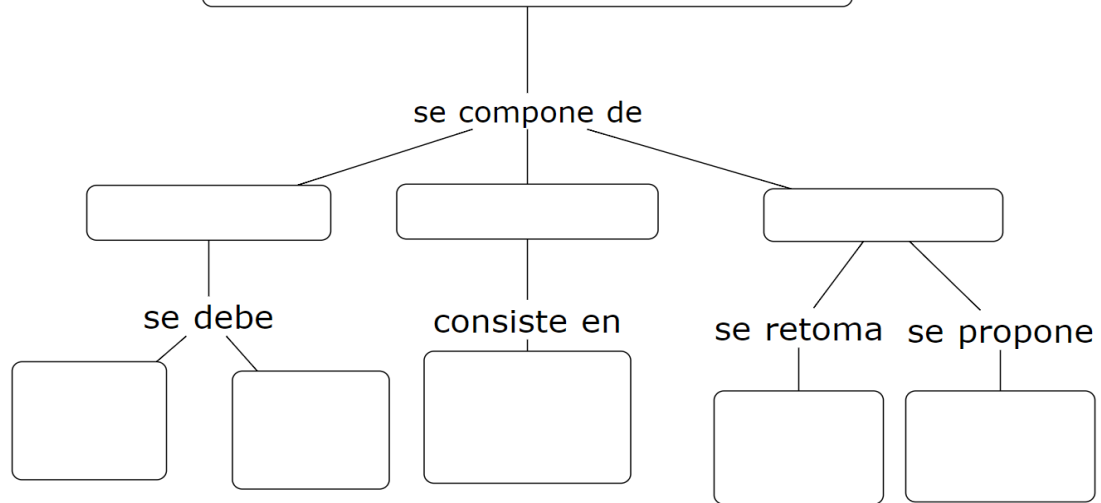 se compone de
se debe
consiste en
se retoma
se propone